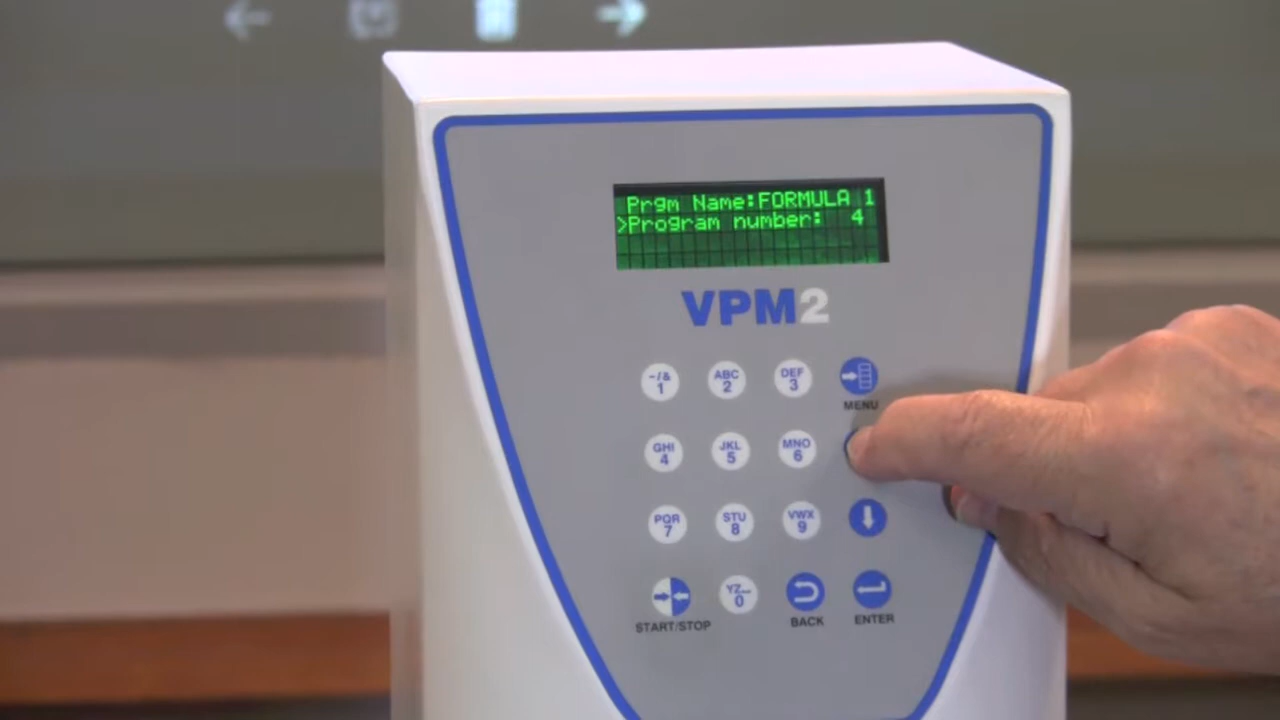 Prgm Name:FORMULA 1
>Program number: 4
VPM2
-/& 1
ABC 2
DEF 3
MENU
GHI 4
JKL 5
MNO 6
PQR 7
STU 8
VWX 9
START/STOP
YZ_ 0
BACK
ENTER